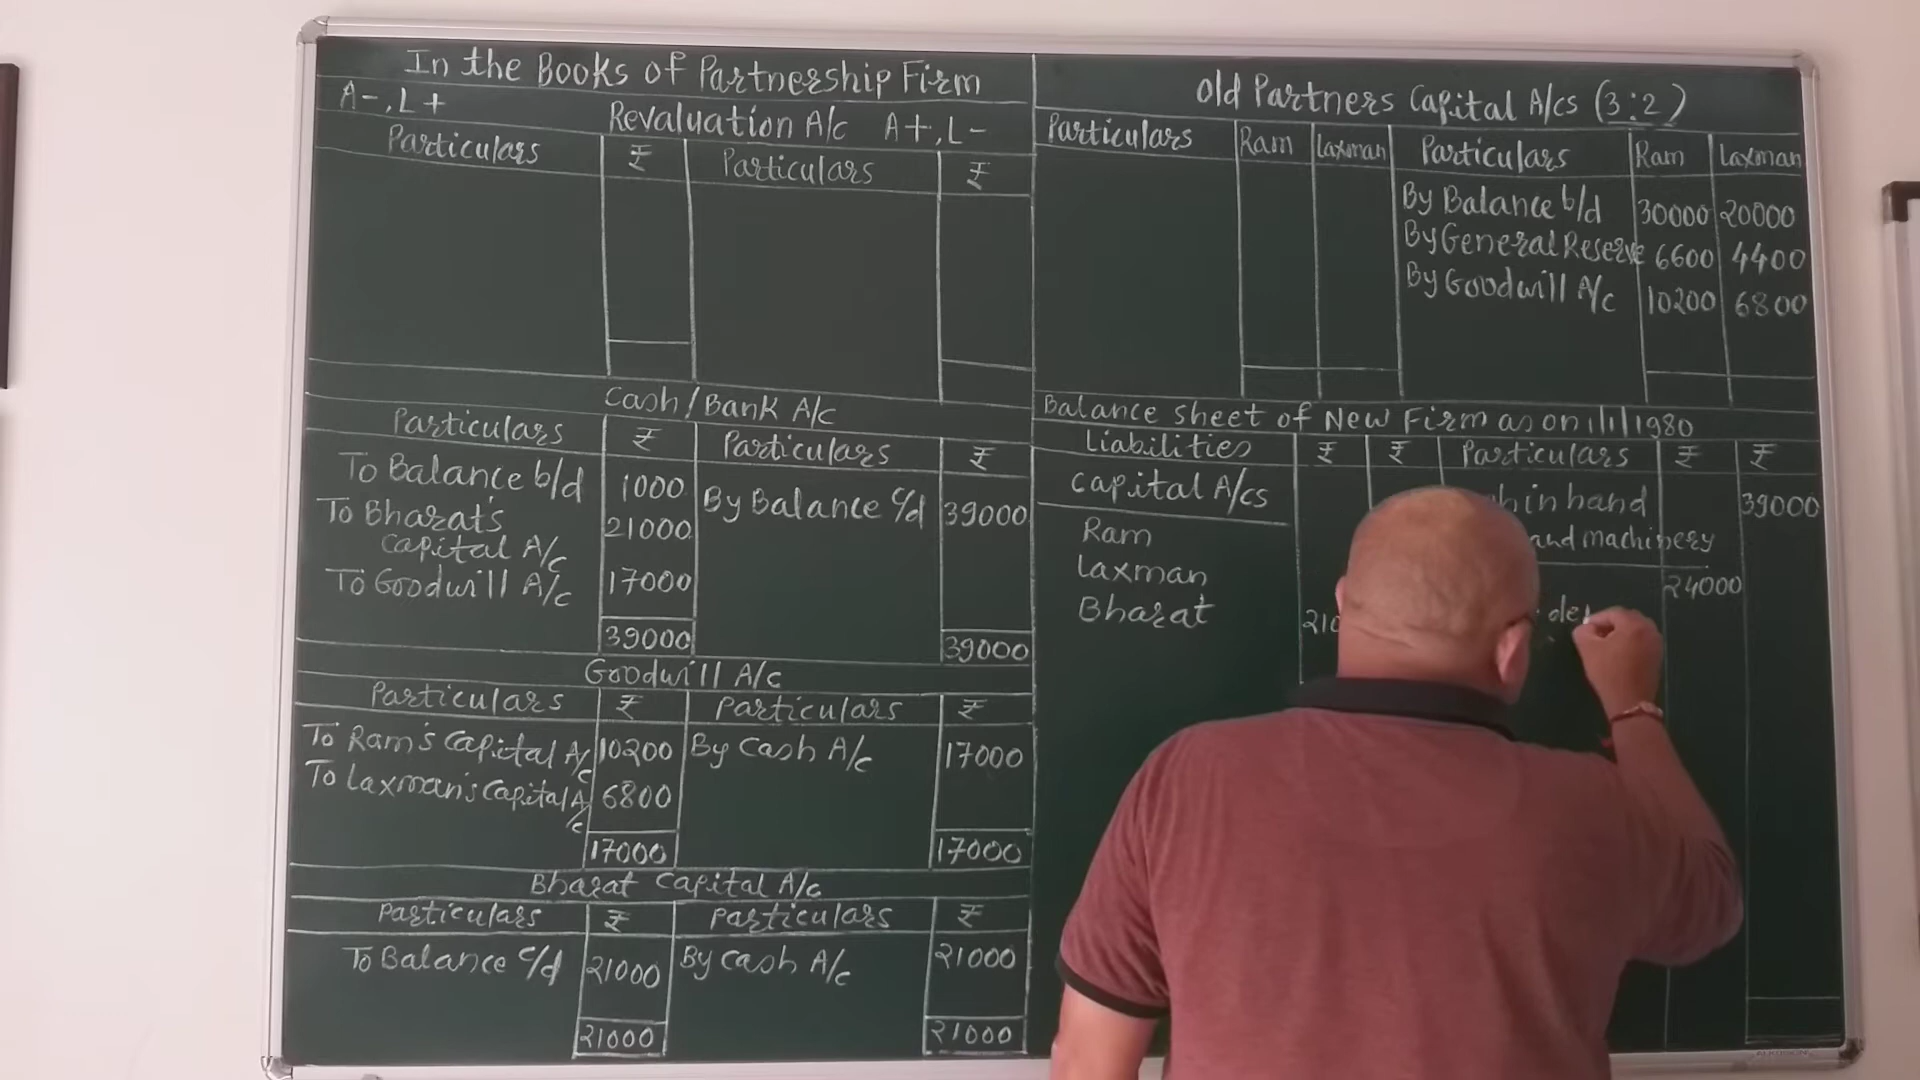 In the Books of Partnership Firm
A-, L+
Revaluation A/c A+, L-
Particulars ₹ Particulars ₹
Cash/Bank A/c
Particulars ₹ Particulars ₹
To Balance b/d 1000 By Balance c/d 39000
To Bharat's
Capital A/c 21000
To Goodwill A/c 17000
39000 39000
Goodwill A/c
Particulars ₹ Particulars ₹
To Ram's Capital A/c 10200 By Cash A/c 17000
To Laxman's Capital A/c 6800
17000 17000
Bharat Capital A/c
Particulars ₹ Particulars ₹
To Balance c/d 21000 By Cash A/c 21000
21000 21000
Old Partners Capital A/cs (3:2)
Particulars Ram Laxman Particulars Ram Laxman
By Balance b/d 30000 20000
By General Reserve 6600 4400
By Goodwill A/c 10200 6800
Balance sheet of New Firm as on 1/1/1980
Liabilities ₹ ₹ Particulars ₹ ₹
Capital A/cs in hand 39000
Ram and machinery
Laxman 24000
Bharat